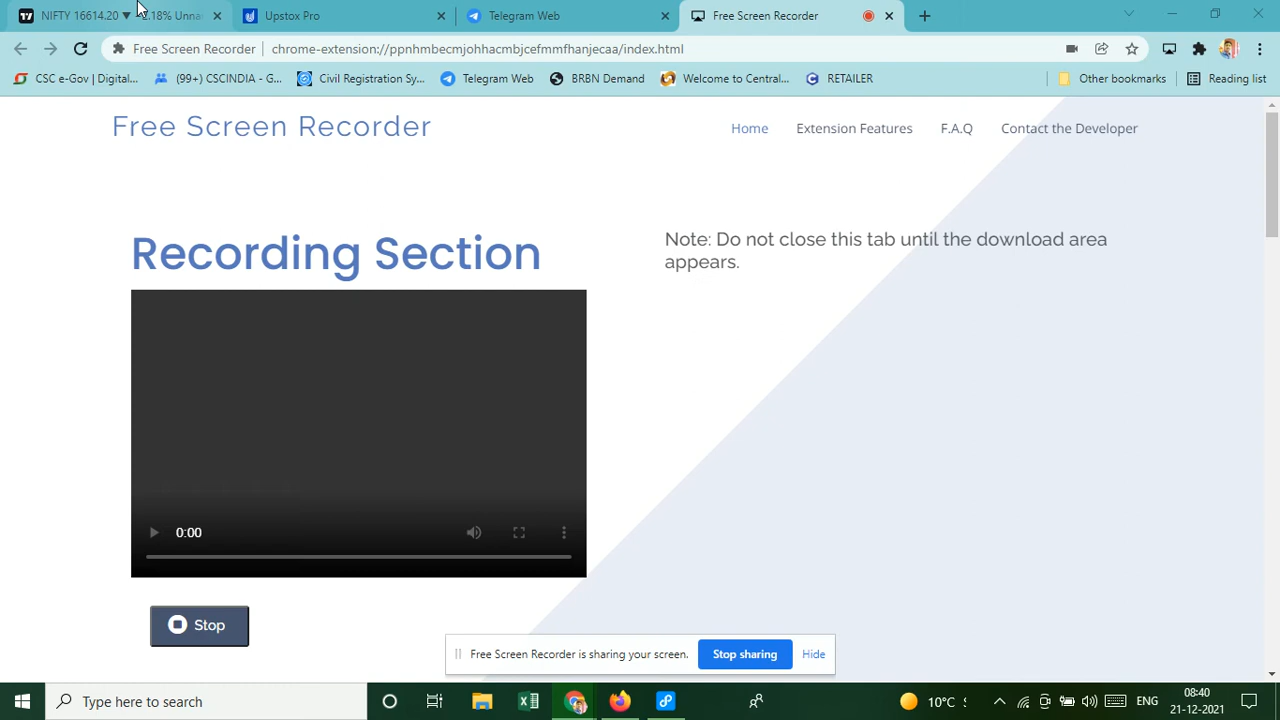 NIFTY 16614.20 ▼ −2.18% Unna
Upstox Pro
Telegram Web
Free Screen Recorder
Free Screen Recorder
chrome-extension://ppnhmbecmjohhacmbjcefmmfhanjecaa/index.html
CSC e-Gov | Digital...
(99+) CSCINDIA - G...
Civil Registration Sy...
Telegram Web
BRBN Demand
Welcome to Central...
RETAILER
Other bookmarks
Reading list
Free Screen Recorder
Home
Extension Features
F.A.Q
Contact the Developer
Recording Section
Note: Do not close this tab until the download area
appears.
0:00
Stop
Free Screen Recorder is sharing your screen.
Stop sharing
Hide
Type here to search
10°C
ENG
08:40
21-12-2021